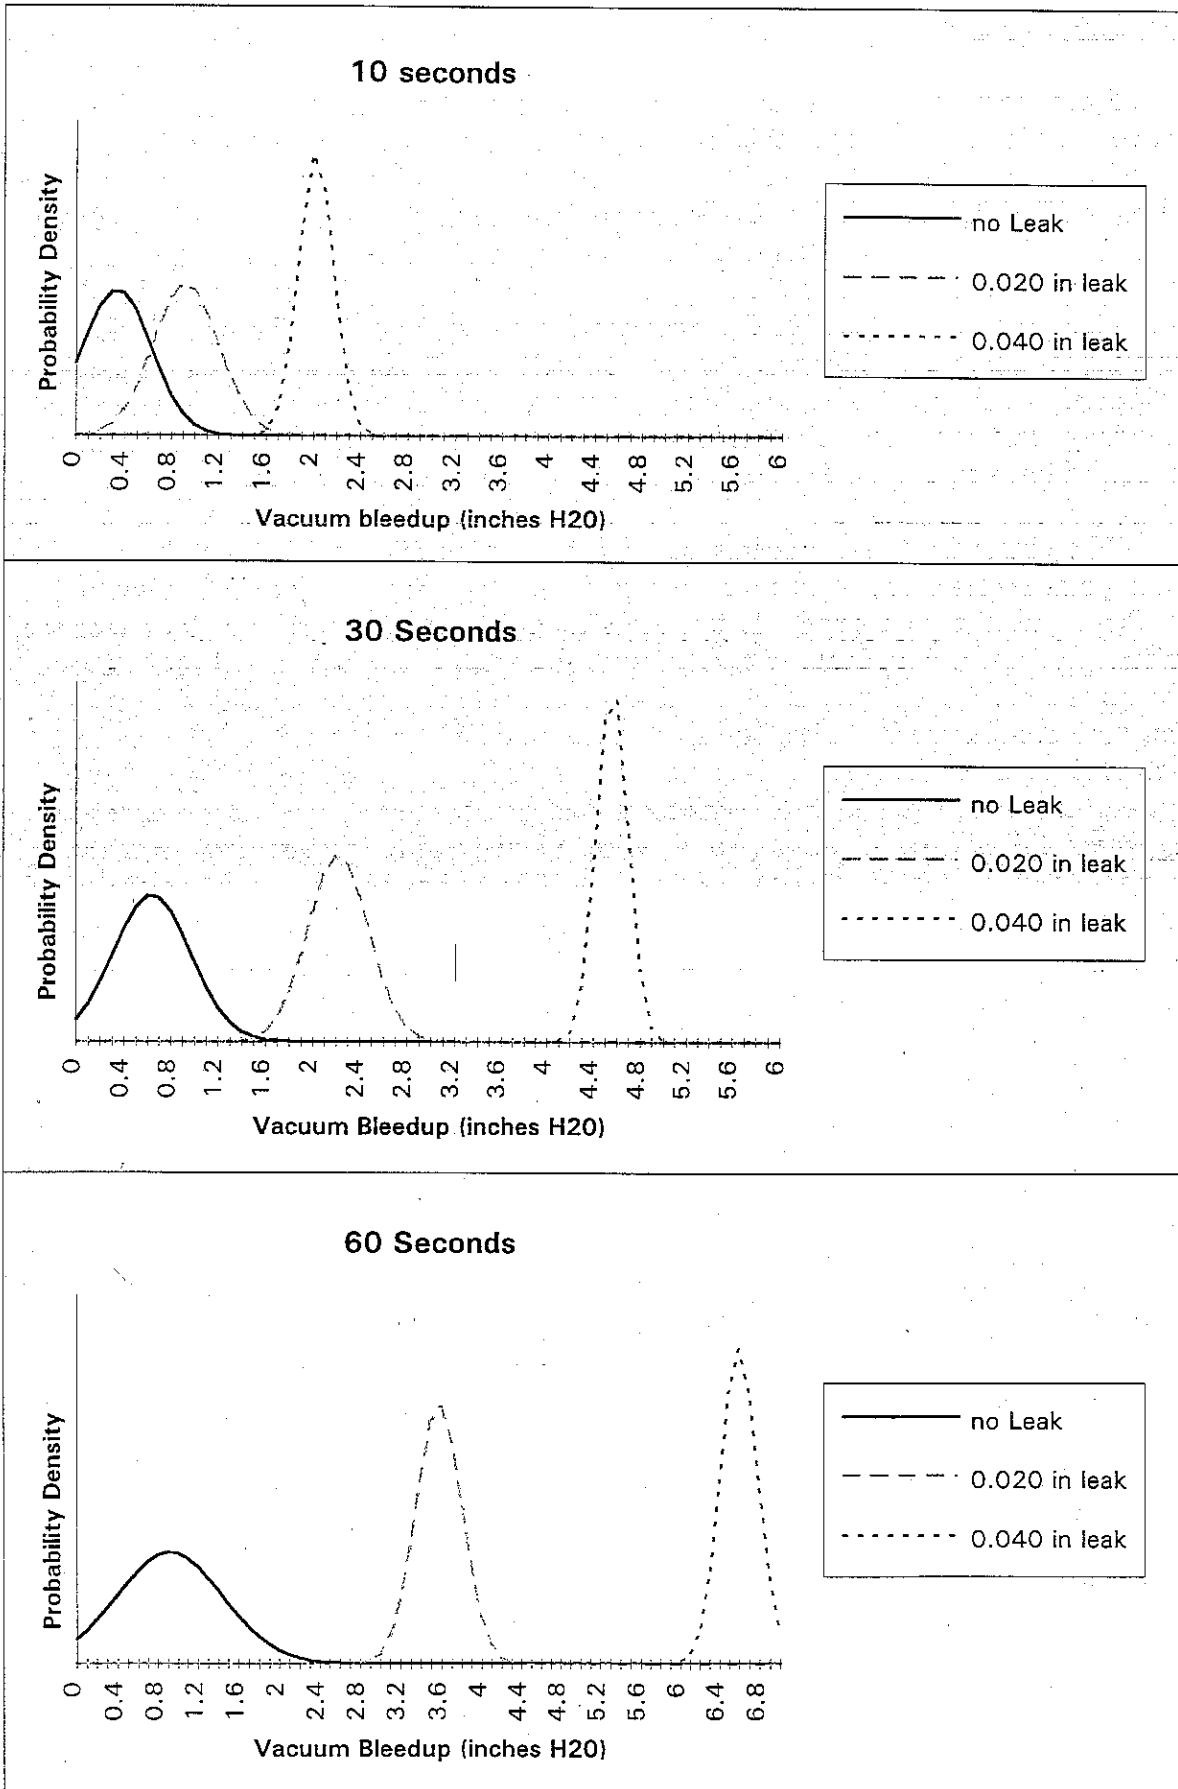 10 seconds
Probability Density
no Leak
0.020 in leak
0.040 in leak
0 0.4 0.8 1.2 1.6 2 2.4 2.8 3.2 3.6 4 4.4 4.8 5.2 5.6 6
Vacuum bleedup (inches H20)
30 Seconds
Probability Density
no Leak
0.020 in leak
0.040 in leak
0 0.4 0.8 1.2 1.6 2 2.4 2.8 3.2 3.6 4 4.4 4.8 5.2 5.6 6
Vacuum Bleedup (inches H20)
60 Seconds
Probability Density
no Leak
0.020 in leak
0.040 in leak
0 0.4 0.8 1.2 1.6 2 2.4 2.8 3.2 3.6 4 4.4 4.8 5.2 5.6 6 6.4 6.8
Vacuum Bleedup (inches H20)